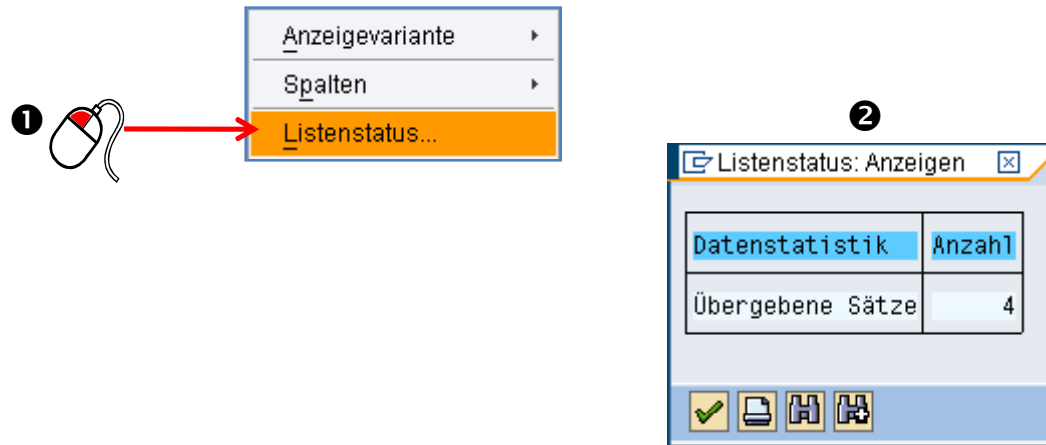 Anzeigevariante
Spalten
❶
Listenstatus...
❷
Listenstatus: Anzeigen
Datenstatistik Anzahl
Übergebene Sätze 4